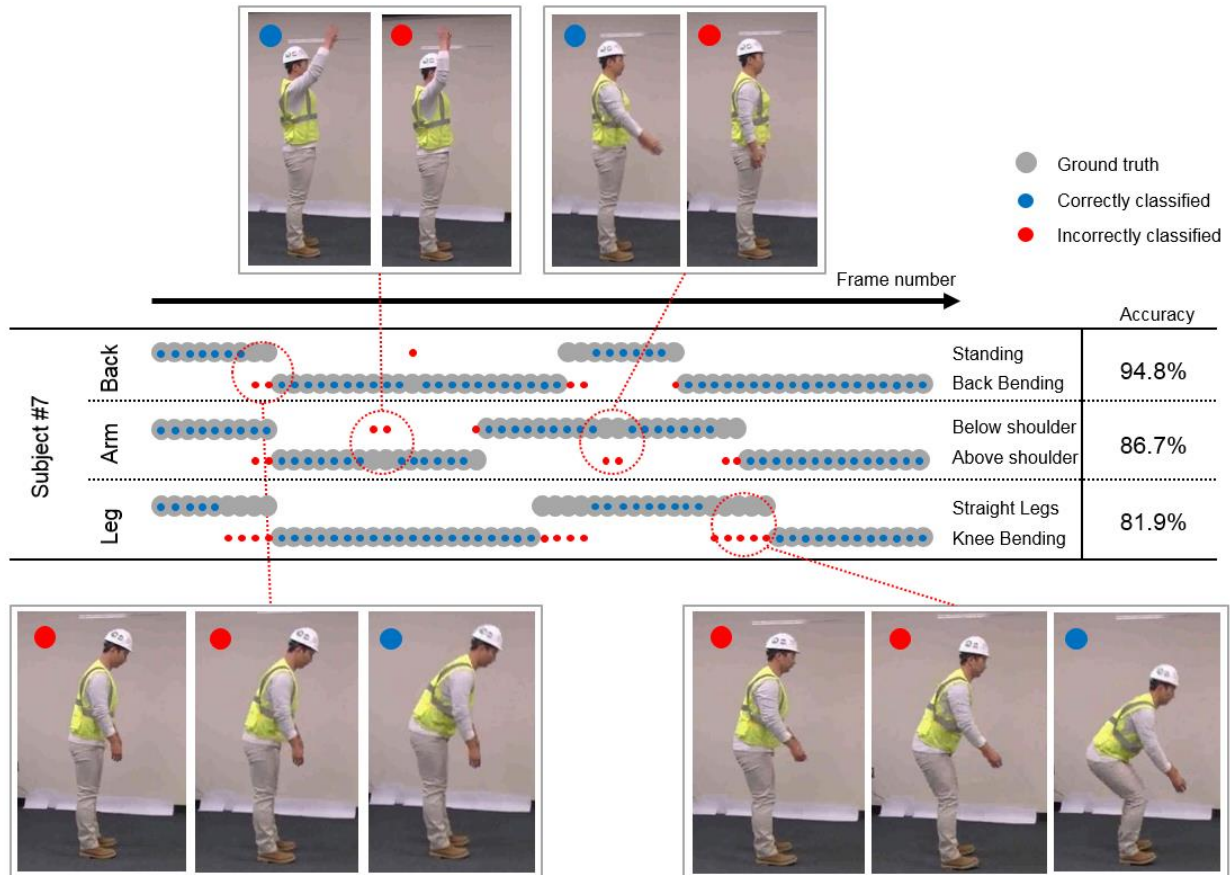 Ground truth
Correctly classified
Incorrectly classified
Frame number
Accuracy
Subject #7
Back
Standing
Back Bending
94.8%
Arm
Below shoulder
Above shoulder
86.7%
Leg
Straight Legs
Knee Bending
81.9%